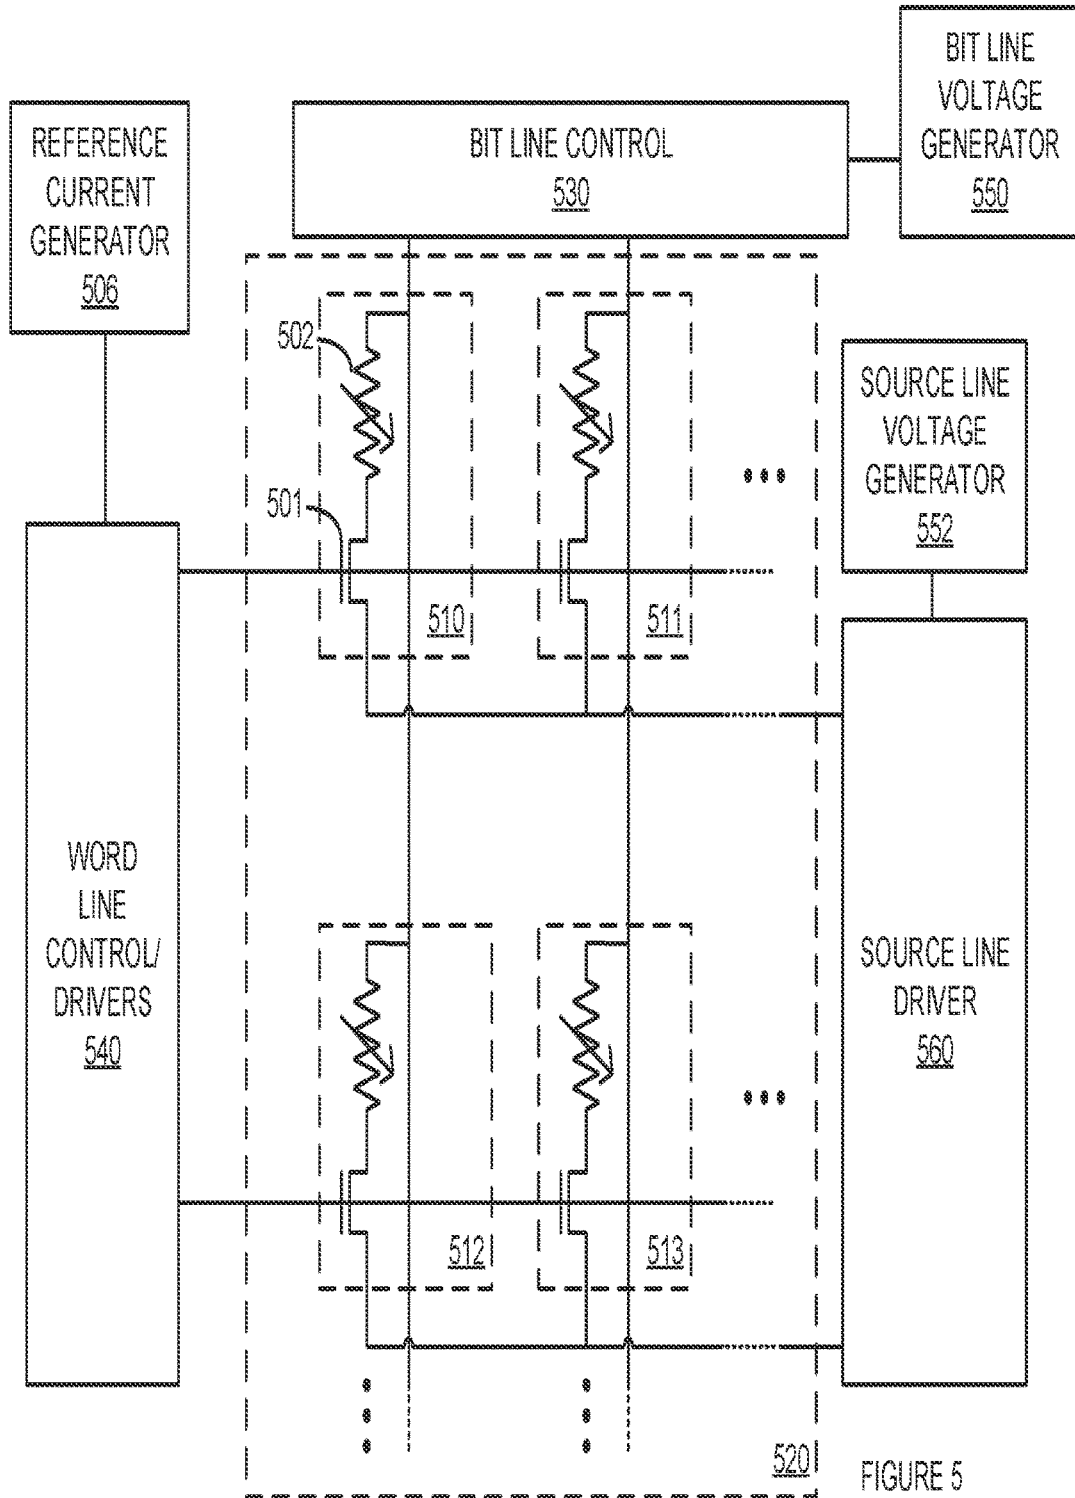 BIT LINE
VOLTAGE
GENERATOR
550
REFERENCE
CURRENT
GENERATOR
506
BIT LINE CONTROL
530
502
SOURCE LINE
VOLTAGE
GENERATOR
552
501
510
511
WORD
LINE
CONTROL/
DRIVERS
540
SOURCE LINE
DRIVER
560
512
513
520
FIGURE 5